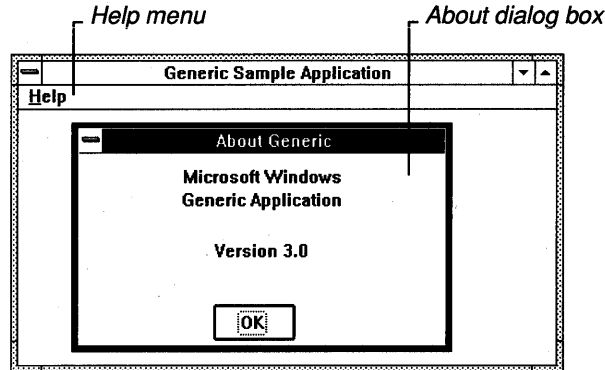 Help menu
About dialog box
Generic Sample Application
Help
About Generic
Microsoft Windows
Generic Application
Version 3.0
OK